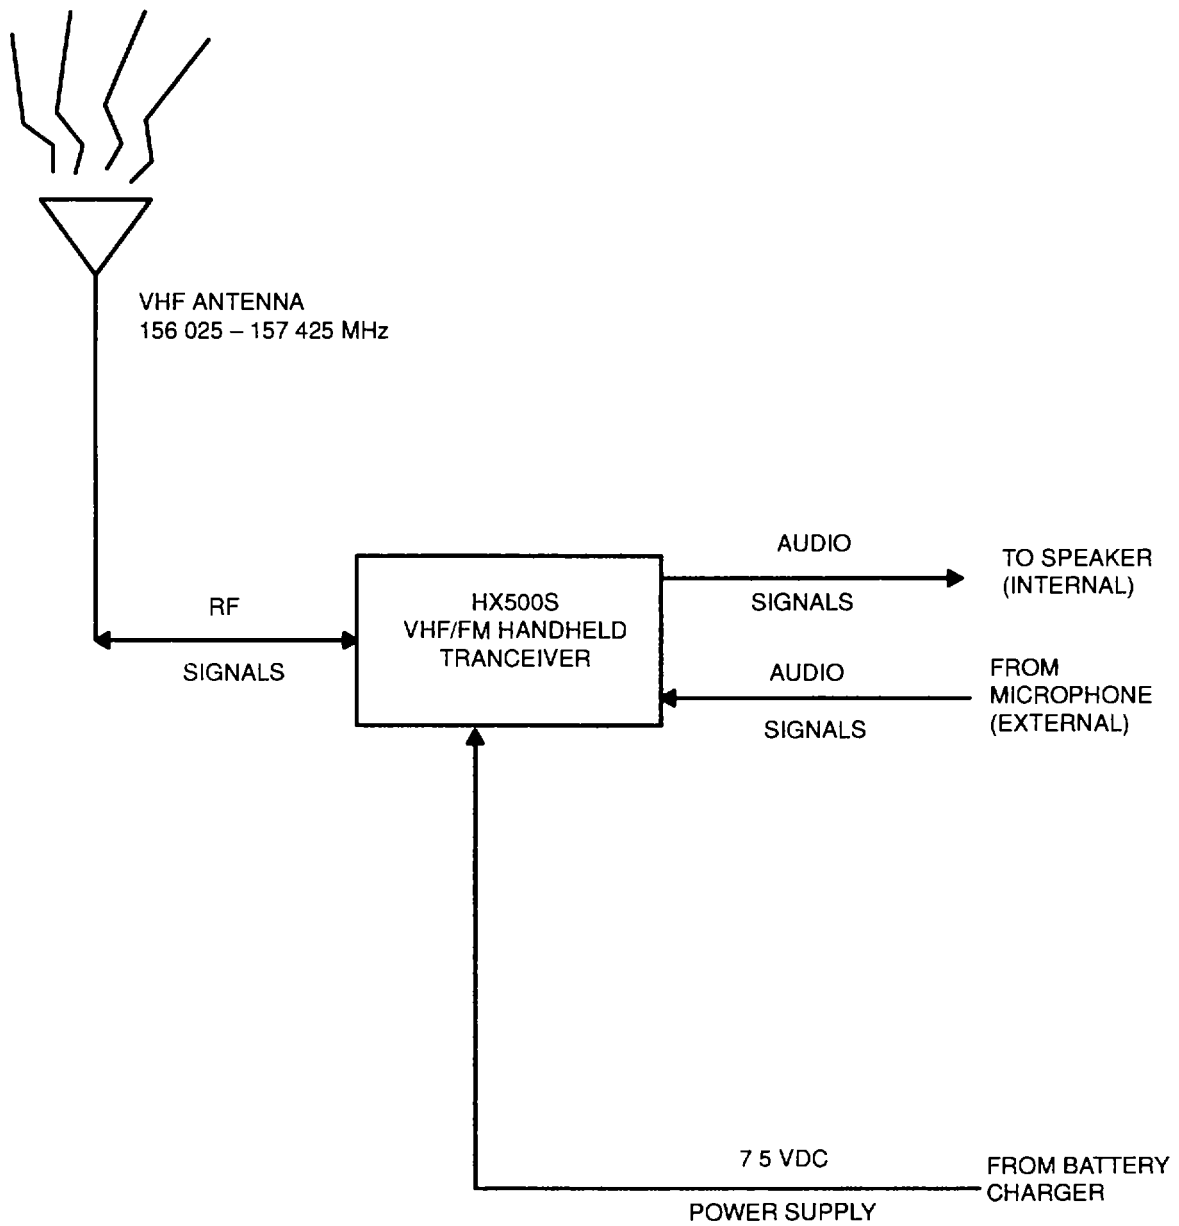 VHF ANTENNA
156 025 – 157 425 MHz
AUDIO
SIGNALS
TO SPEAKER
(INTERNAL)
RF
SIGNALS
HX500S
VHF/FM HANDHELD
TRANCEIVER
AUDIO
SIGNALS
FROM
MICROPHONE
(EXTERNAL)
7 5 VDC
POWER SUPPLY
FROM BATTERY
CHARGER